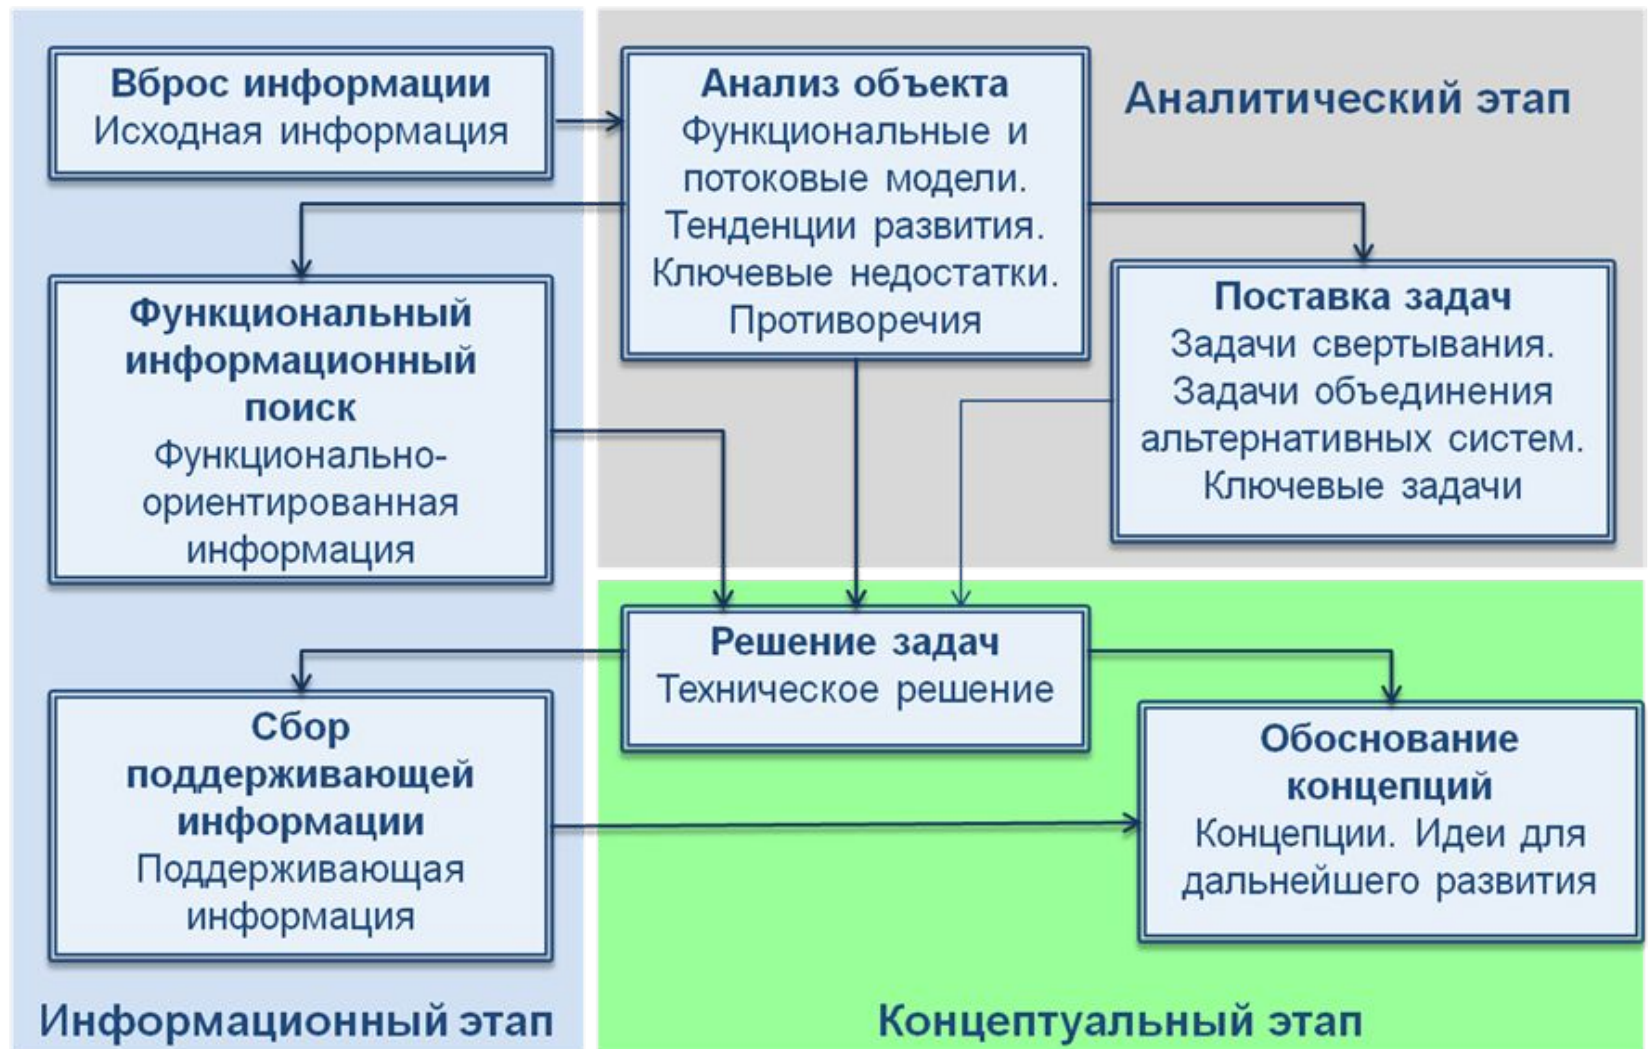 Вброс информации
Исходная информация
Анализ объекта
Функциональные и
потоковые модели.
Тенденции развития.
Ключевые недостатки.
Противоречия
Аналитический этап
Функциональный
информационный
поиск
Функционально-
ориентированная
информация
Поставка задач
Задачи свертывания.
Задачи объединения
альтернативных систем.
Ключевые задачи
Решение задач
Техническое решение
Сбор
поддерживающей
информации
Поддерживающая
информация
Обоснование
концепций
Концепции. Идеи для
дальнейшего развития
Информационный этап
Концептуальный этап